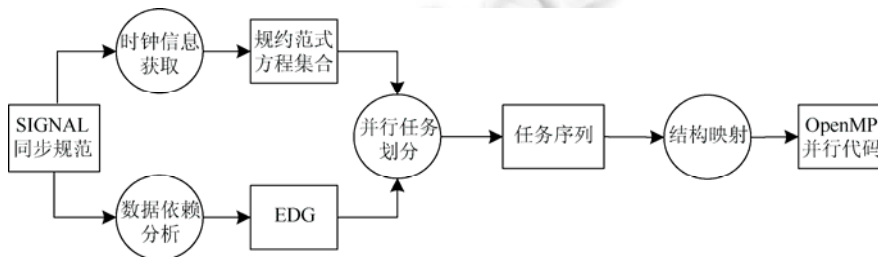 时钟信息
获取
规约范式
方程集合
SIGNAL
同步规范
并行任务
划分
任务序列
结构映射
OpenMP
并行代码
数据依赖
分析
EDG